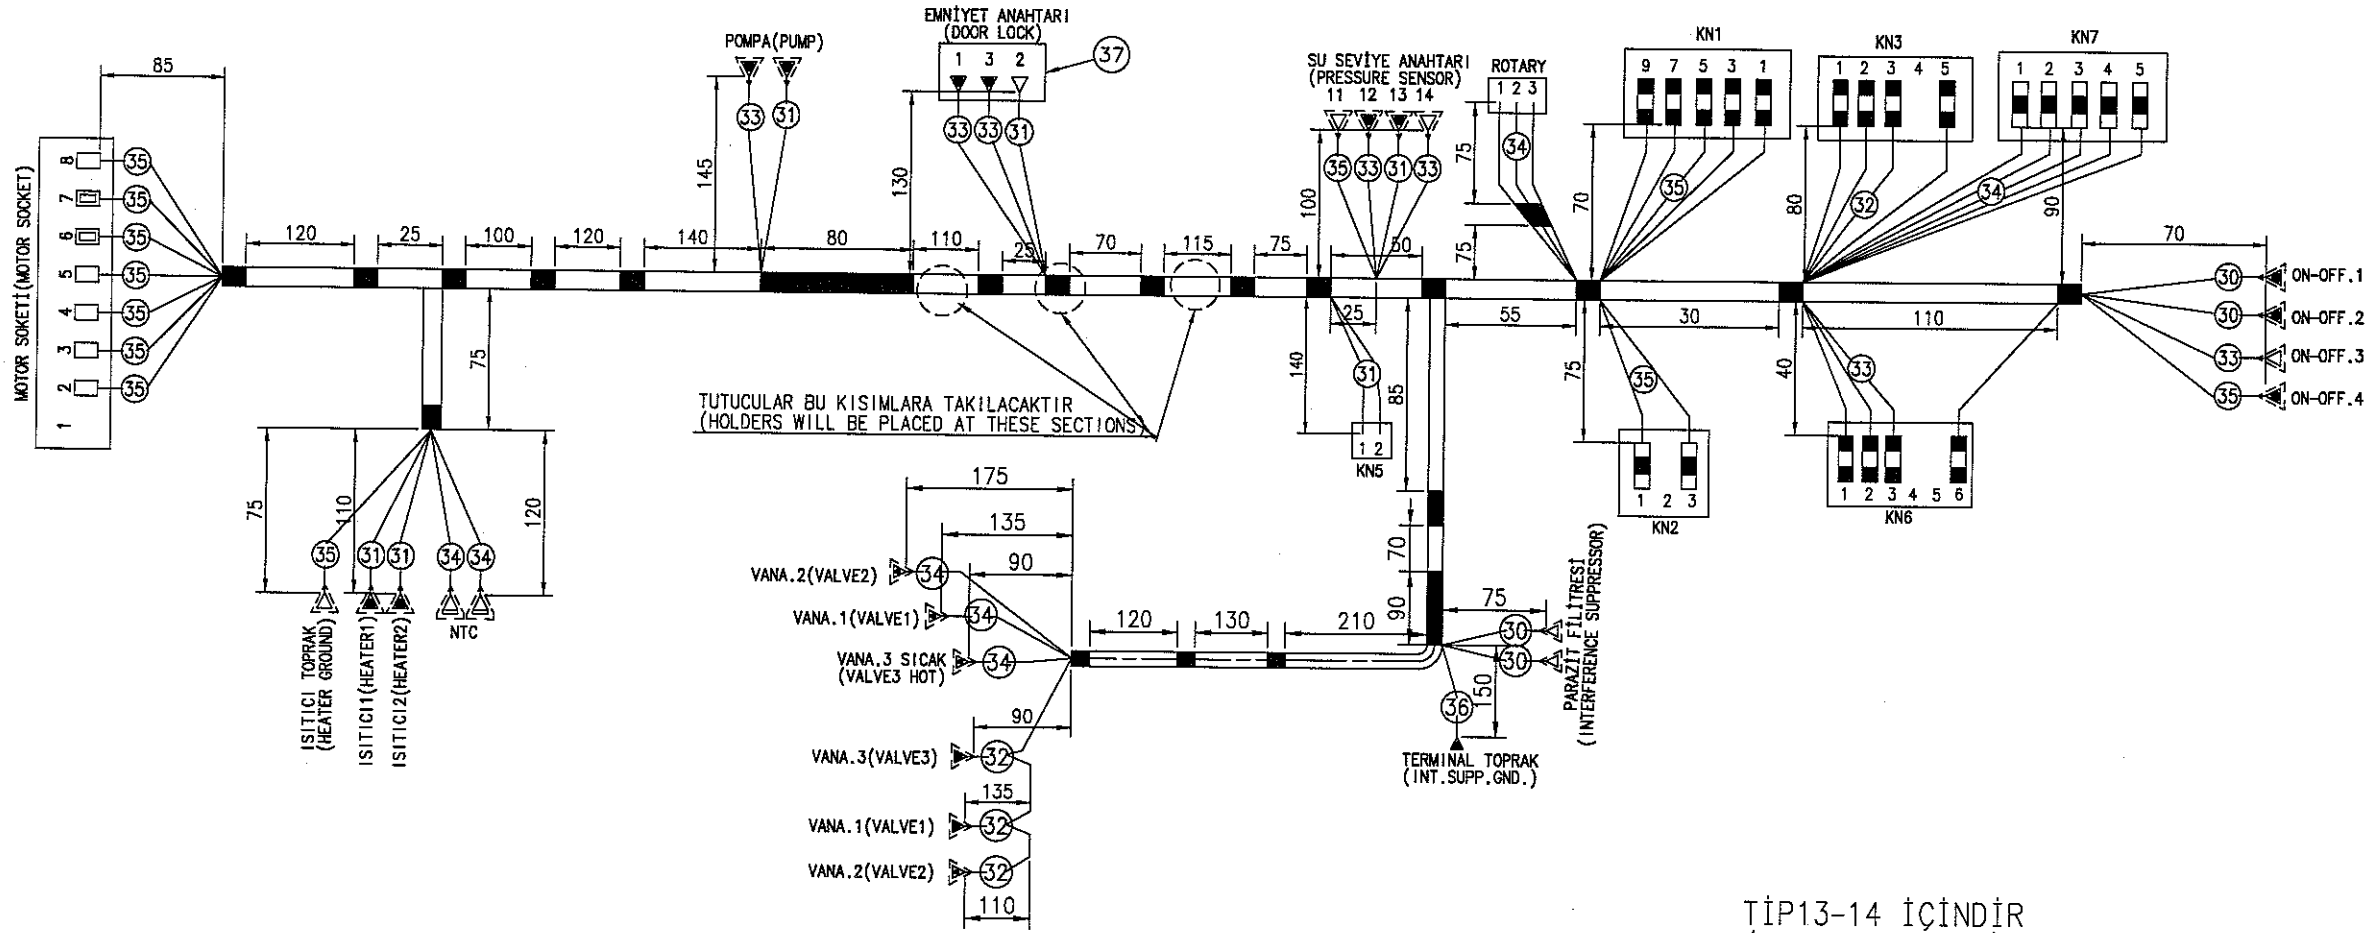 EMNİYET ANAHTARI
(DOOR LOCK)
1 3 2
37
33 33 31
130
POMPA(PUMP)
33 31
145
SU SEVİYE ANAHTARI
(PRESSURE SENSOR)
11 12 13 14
35 33 31 33
100
ROTARY
1 2 3
34
75
75
KN1
9 7 5 3 1
35
70
KN3
1 2 3 4 5
32
80
KN7
1 2 3 4 5
34
90
85
MOTOR SOKETİ(MOTOR SOCKET)
8 35
7 35
6 35
5 35
4 35
3 35
2 35
1
120 25 100 120 140 80 110 25 70 115 75 50
25 55 30 110
70
30 ON-OFF.1
30 ON-OFF.2
33 ON-OFF.3
35 ON-OFF.4
75
TUTUCULAR BU KISIMLARA TAKILACAKTIR
(HOLDERS WILL BE PLACED AT THESE SECTIONS)
140
31
1 2
KN5
85
75
35
1 2 3
KN2
40
33
1 2 3 4 5 6
KN6
75 110 120
35 31 31 34 34
ISITICI TOPRAK
(HEATER GROUND)
ISITICI1(HEATER1)
ISITICI2(HEATER2)
NTC
175
135
90
VANA.2(VALVE2) 34
VANA.1(VALVE1) 34
VANA.3 SICAK
(VALVE3 HOT)
34
120 130 210
70
90
75
30
30
PARAZİT FİLİTRESİ
(INTERFERENCE SUPPRESSOR)
150
36
TERMINAL TOPRAK
(INT.SUPP.GND.)
90
VANA.3(VALVE3) 32
135
VANA.1(VALVE1) 32
VANA.2(VALVE2) 32
110
TİP13-14 İÇİNDİR